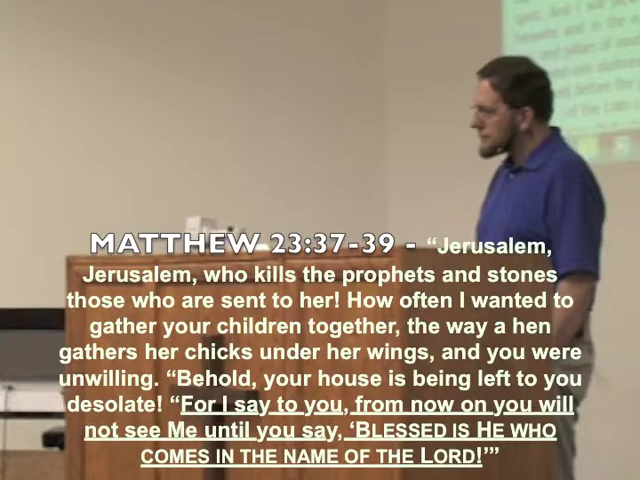 MATTHEW 23:37-39 - “Jerusalem,
Jerusalem, who kills the prophets and stones
those who are sent to her! How often I wanted to
gather your children together, the way a hen
gathers her chicks under her wings, and you were
unwilling. “Behold, your house is being left to you
desolate! “For I say to you, from now on you will
not see Me until you say, ‘BLESSED IS HE WHO
COMES IN THE NAME OF THE LORD!’”